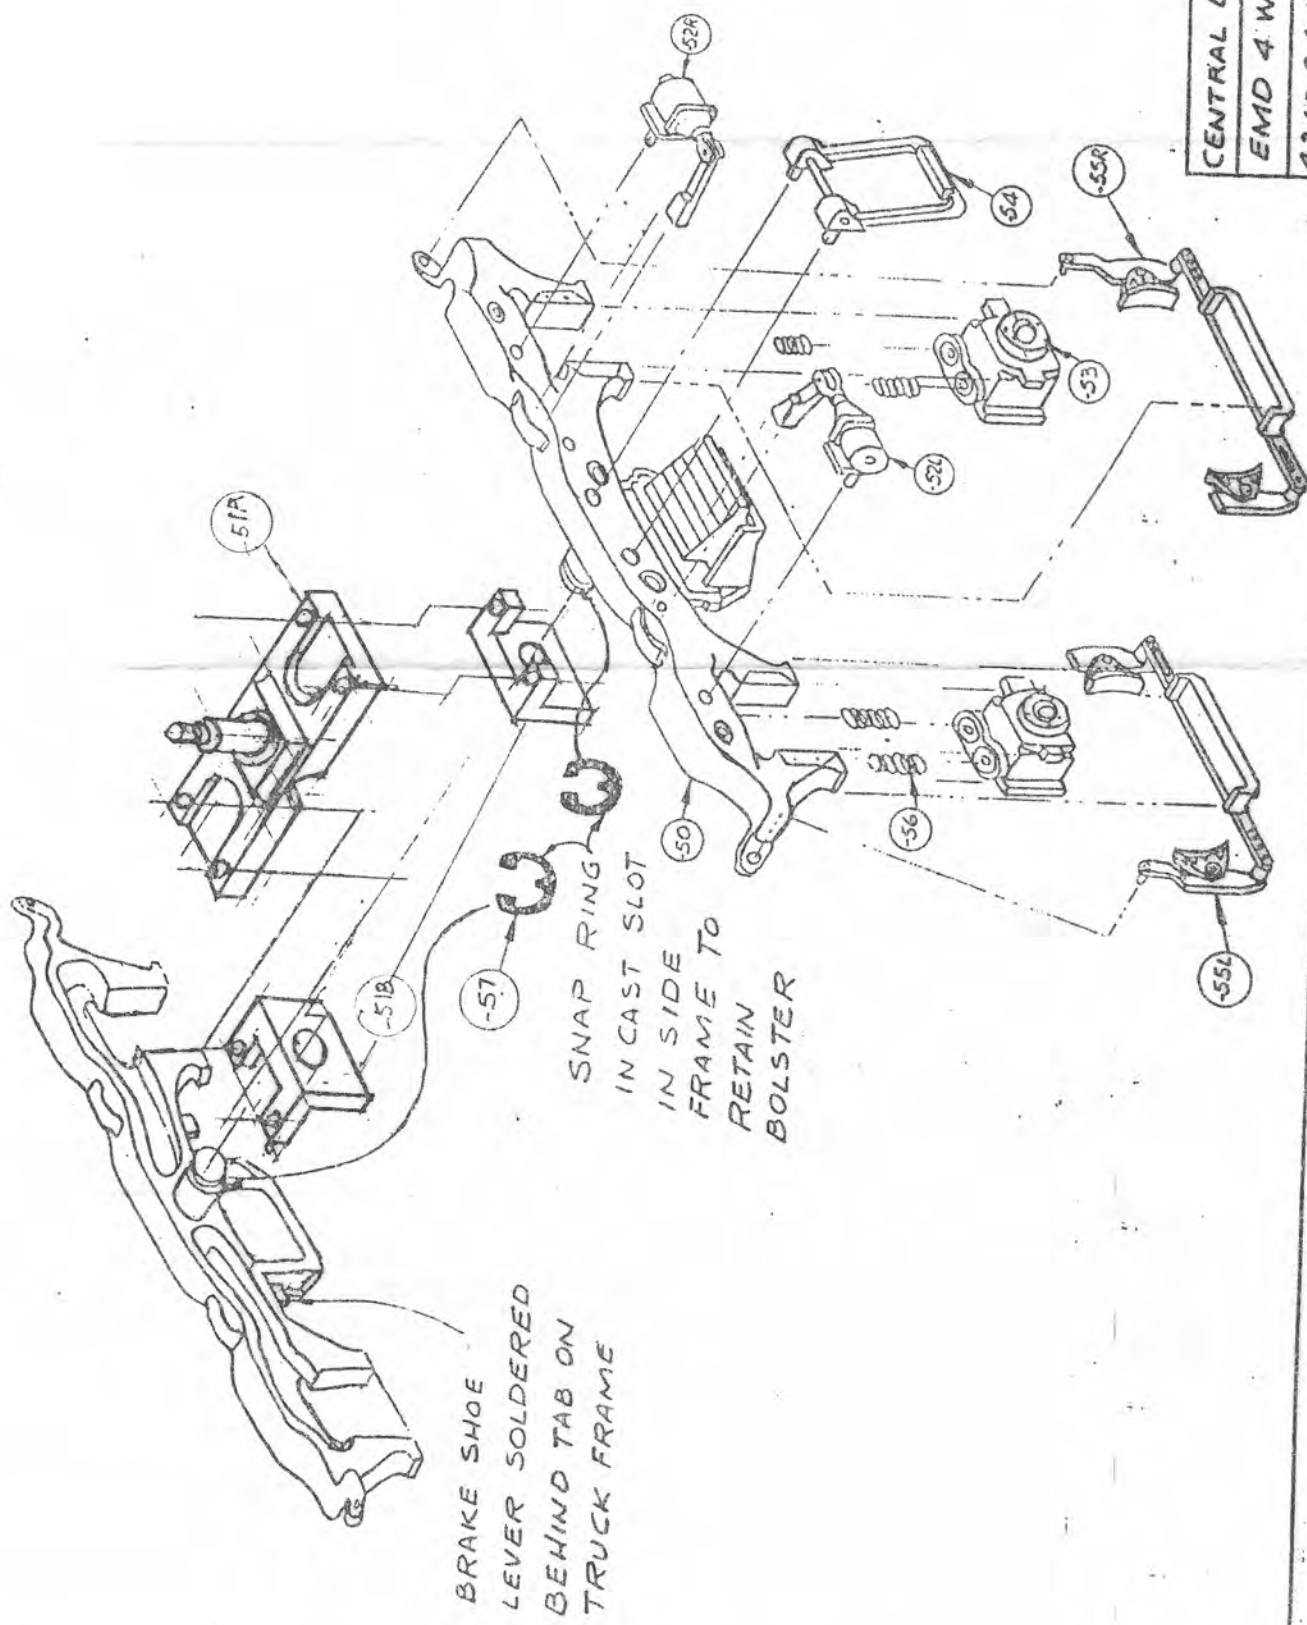 -52R
CENTRAL
EMD 4 W
-51A
-55R
-54
-53
-52L
-51B
-57
SNAP RING
IN CAST SLOT
IN SIDE
FRAME TO
RETAIN
BOLSTER
-50
-56
-55L
BRAKE SHOE
LEVER SOLDERED
BEHIND TAB ON
TRUCK FRAME